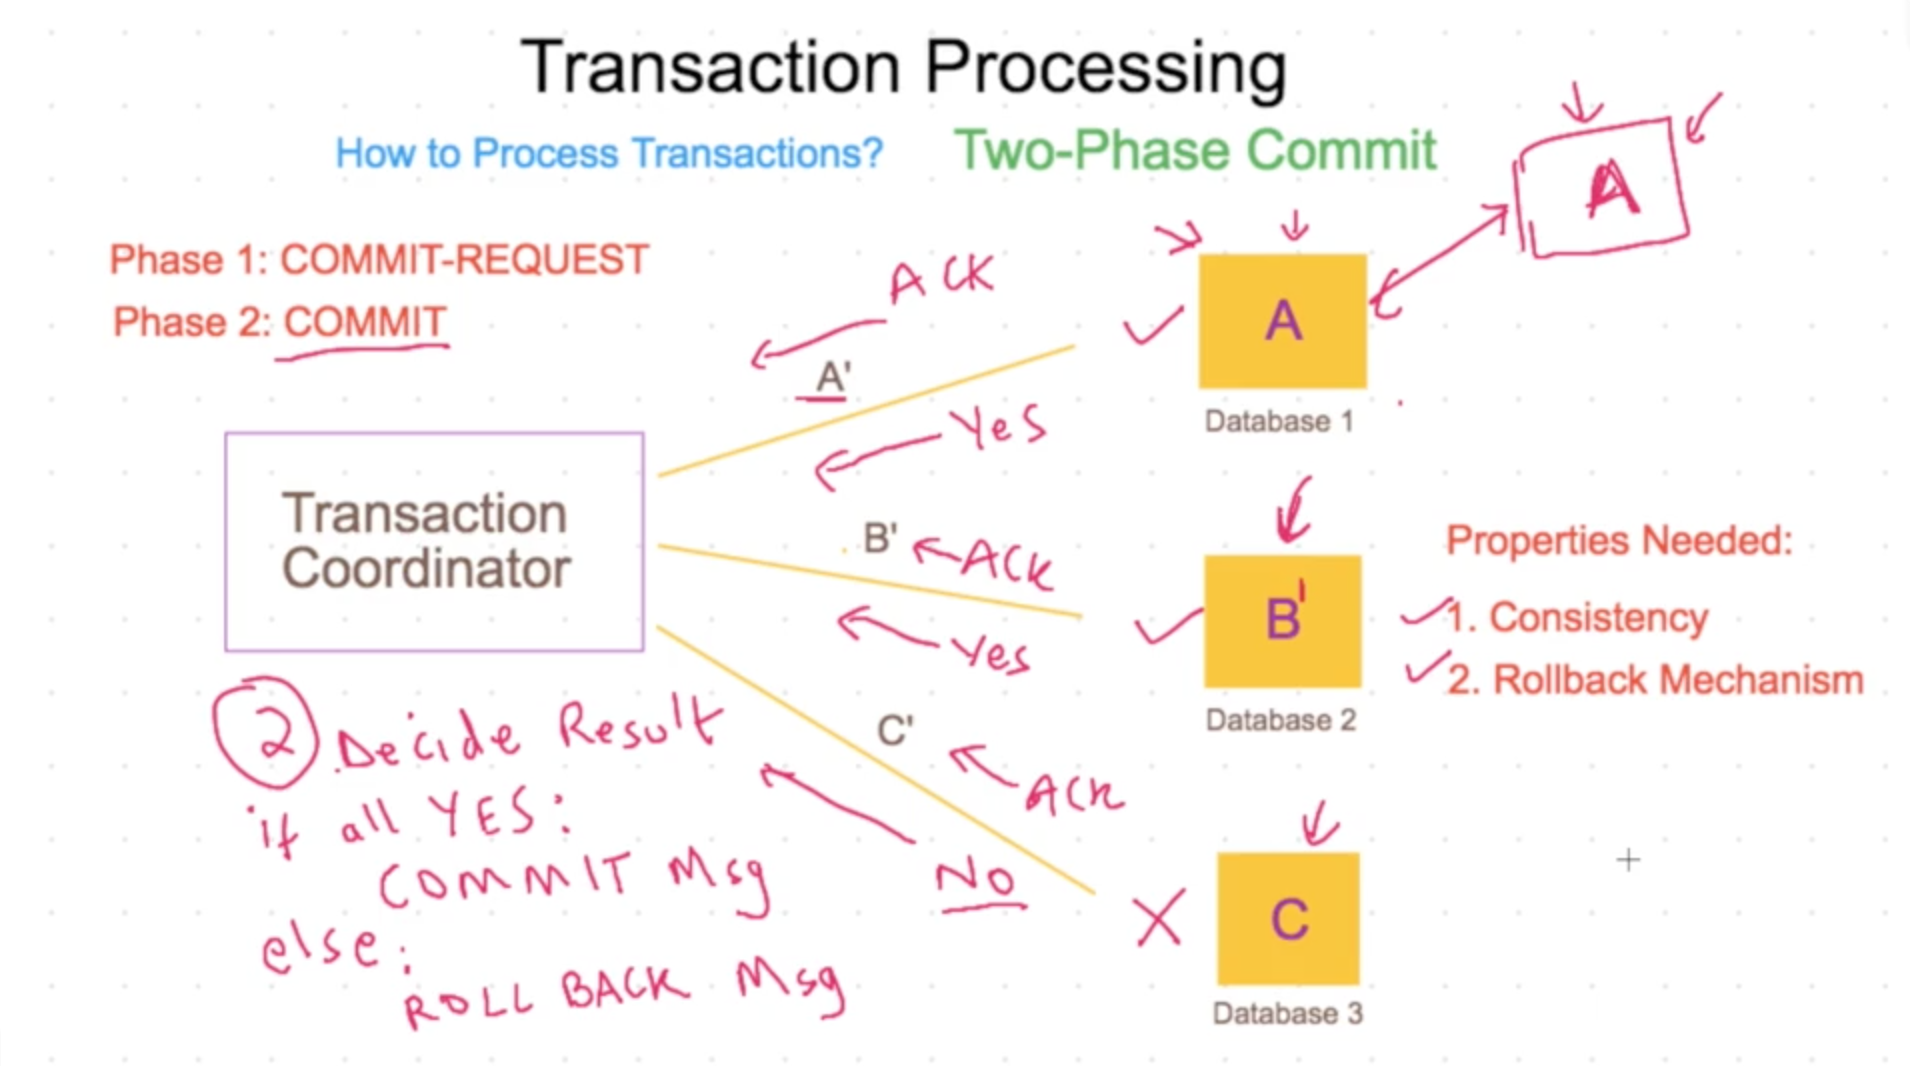 Transaction Processing
How to Process Transactions?
Two-Phase Commit
A
Phase 1: COMMIT-REQUEST
Phase 2: COMMIT
ACK
A'
A
Database 1
Yes
Transaction
Coordinator
B'
ACK
Yes
B'
Database 2
Properties Needed:
1. Consistency
2. Rollback Mechanism
C'
ACK
No
C
Database 3
2 Decide Result
if all YES:
COMMIT Msg
else:
ROLL BACK Msg